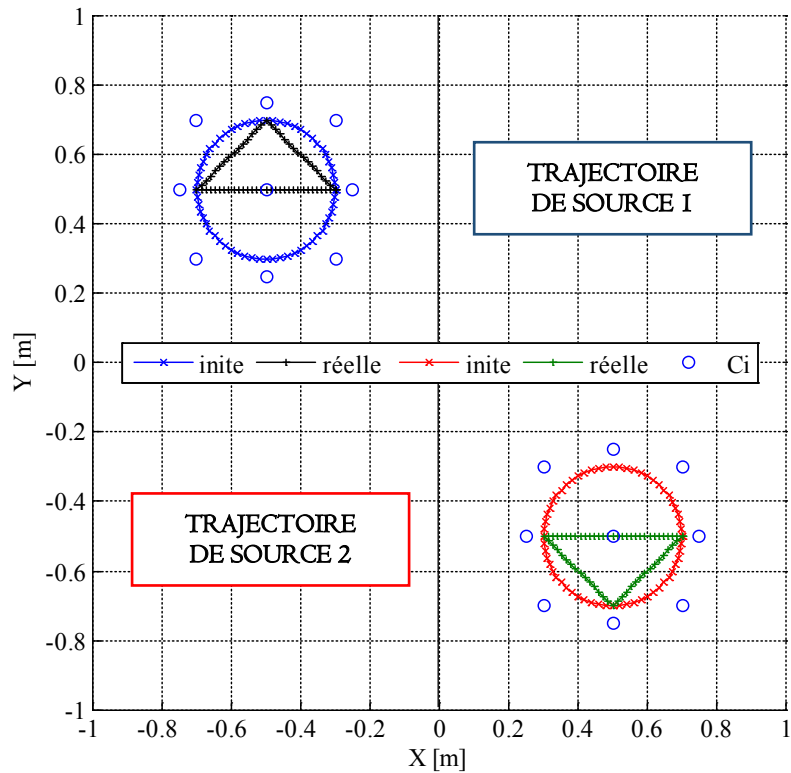 1
0.8
0.6
0.4
0.2
0
-0.2
-0.4
-0.6
-0.8
-1
Y [m]
TRAJECTOIRE
DE SOURCE 1
inite réelle inite réelle Ci
TRAJECTOIRE
DE SOURCE 2
-1 -0.8 -0.6 -0.4 -0.2 0 0.2 0.4 0.6 0.8 1
X [m]